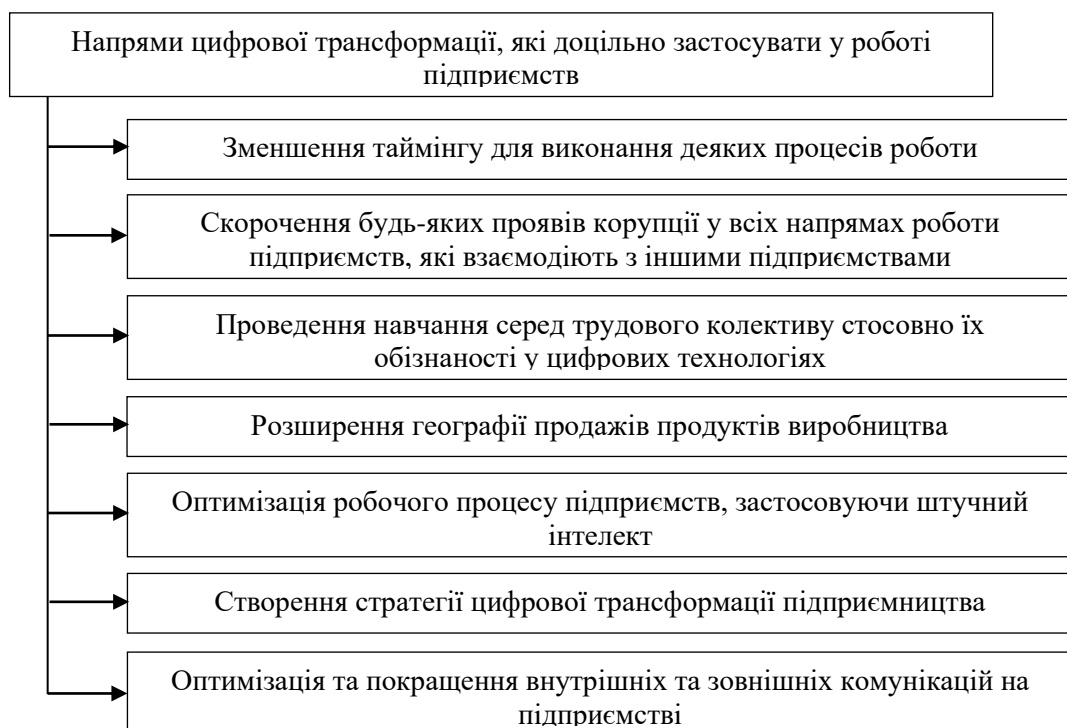 Напрями цифрової трансформації, які доцільно застосувати у роботі
підприємств
Зменшення таймінгу для виконання деяких процесів роботи
Скорочення будь-яких проявів корупції у всіх напрямах роботи
підприємств, які взаємодіють з іншими підприємствами
Проведення навчання серед трудового колективу стосовно їх
обізнаності у цифрових технологіях
Розширення географії продажів продуктів виробництва
Оптимізація робочого процесу підприємств, застосовуючи штучний
інтелект
Створення стратегії цифрової трансформації підприємництва
Оптимізація та покращення внутрішніх та зовнішніх комунікацій на
підприємстві